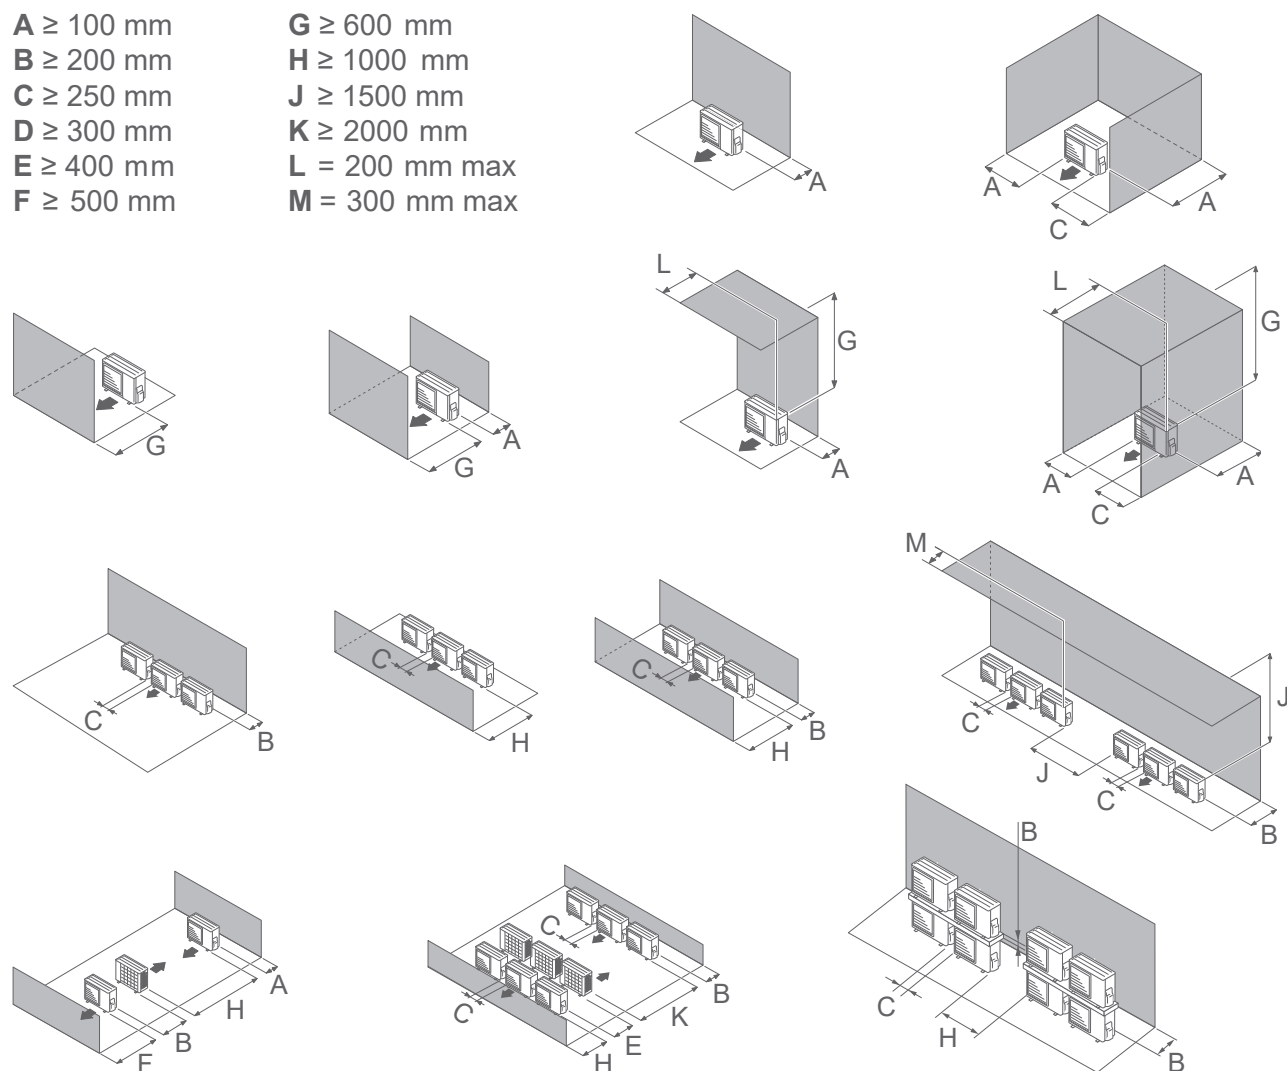 A ≥ 100 mm
B ≥ 200 mm
C ≥ 250 mm
D ≥ 300 mm
E ≥ 400 mm
F ≥ 500 mm
G ≥ 600 mm
H ≥ 1000 mm
J ≥ 1500 mm
K ≥ 2000 mm
L = 200 mm max
M = 300 mm max
A
A
C
A
G
G
A
L
G
A
L
G
A
C
A
C
B
C
H
C
H
B
M
J
C
J
C
B
F
B
H
A
C
C
H
E
K
B
B
C
H
B